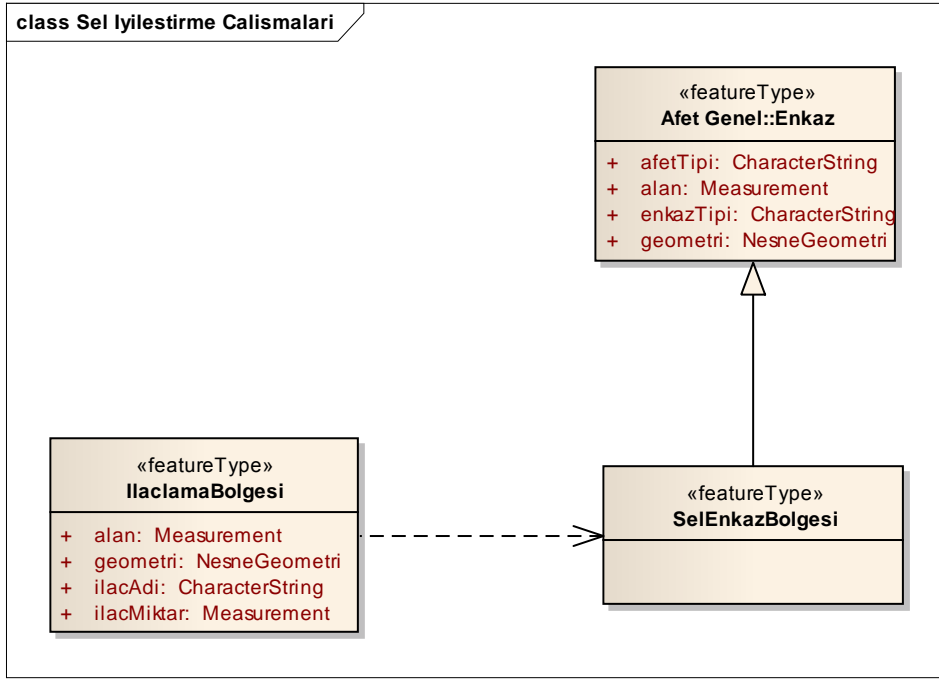 class Sel Iyilestirme Calismalari
«featureType»
Afet Genel::Enkaz
+ afetTipi: CharacterString
+ alan: Measurement
+ enkazTipi: CharacterString
+ geometri: NesneGeometri
«featureType»
IlaclamaBolgesi
+ alan: Measurement
+ geometri: NesneGeometri
+ ilacAdi: CharacterString
+ ilacMiktar: Measurement
«featureType»
SelEnkazBolgesi